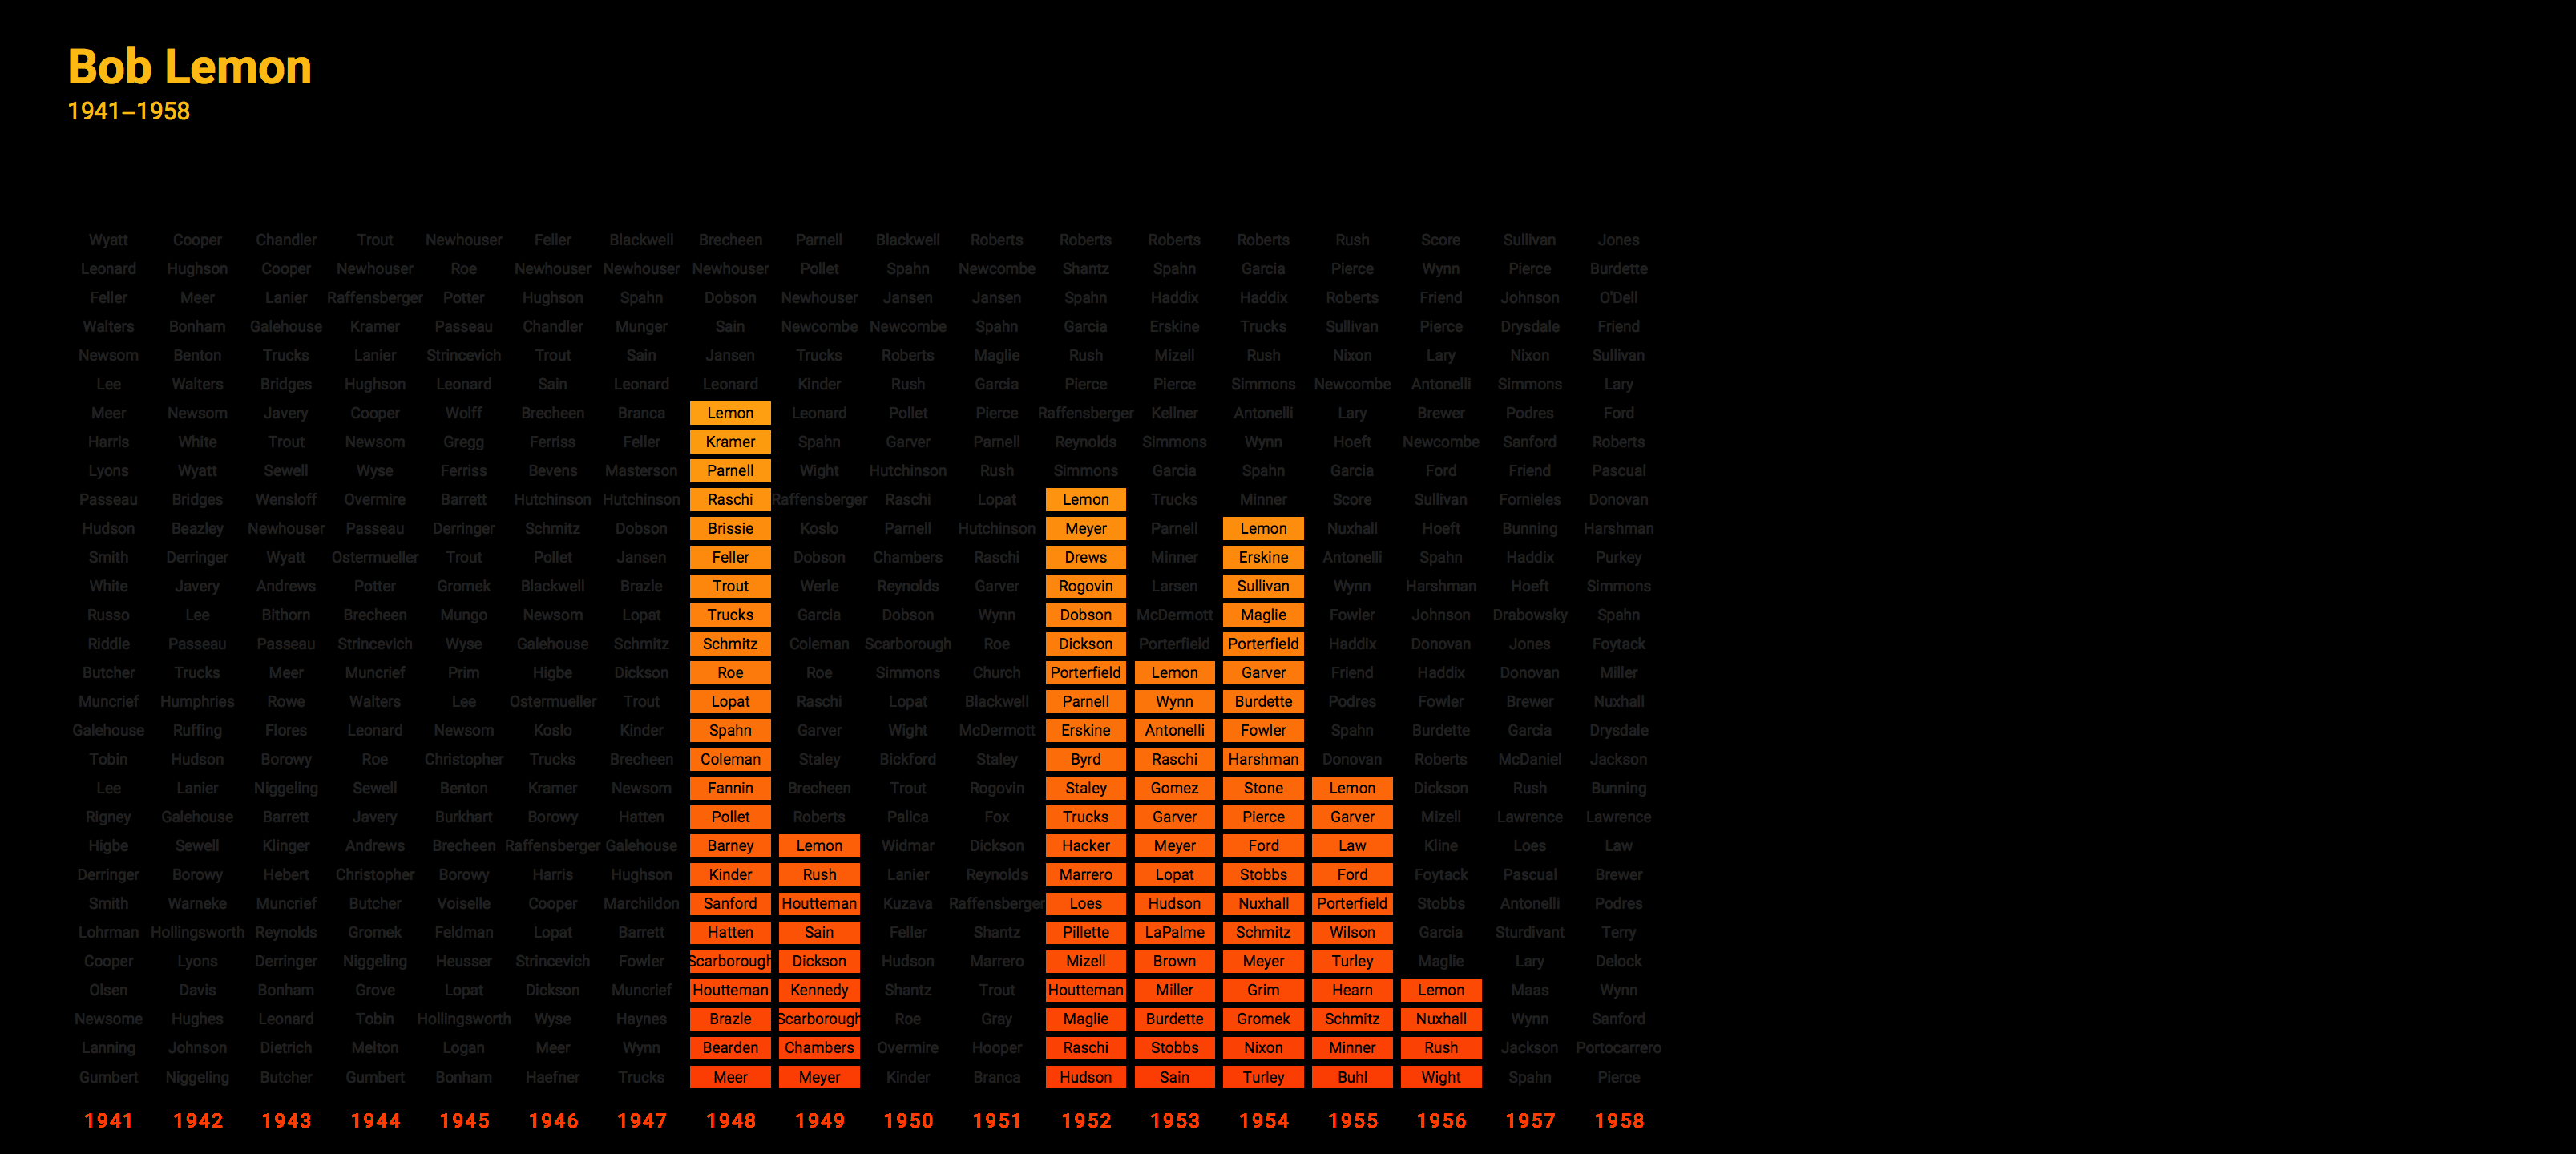 Bob Lemon
1941–1958
Wyatt Cooper Chandler Trout Newhouser Feller Blackwell Brecheen Parnell Blackwell Roberts Roberts Roberts Roberts Rush Score Sullivan Jones
Leonard Hughson Cooper Newhouser Roe Newhouser Newhouser Newhouser Pollet Spahn Newcombe Shantz Spahn Garcia Pierce Wynn Pierce Burdette
Feller Meer Lanier Raffensberger Potter Hughson Spahn Dobson Newhouser Jansen Jansen Spahn Haddix Haddix Roberts Friend Johnson O'Dell
Walters Bonham Galehouse Kramer Passeau Chandler Munger Sain Newcombe Newcombe Spahn Garcia Erskine Trucks Sullivan Pierce Drysdale Friend
Newsom Benton Trucks Lanier Strincevich Trout Sain Jansen Trucks Roberts Maglie Rush Mizell Rush Nixon Lary Nixon Sullivan
Lee Walters Bridges Hughson Leonard Sain Leonard Leonard Kinder Rush Garcia Pierce Pierce Simmons Newcombe Antonelli Simmons Lary
Meer Newsom Javery Cooper Wolff Brecheen Branca Lemon Leonard Pollet Pierce Raffensberger Kellner Antonelli Lary Brewer Podres Ford
Harris White Trout Newsom Gregg Ferriss Feller Kramer Spahn Garver Parnell Reynolds Simmons Wynn Hoeft Newcombe Sanford Roberts
Lyons Wyatt Sewell Wyse Ferriss Bevens Masterson Parnell Wight Hutchinson Rush Simmons Garcia Spahn Garcia Ford Friend Pascual
Passeau Bridges Wensloff Overmire Barrett Hutchinson Hutchinson Raschi Raffensberger Raschi Lopat Lemon Trucks Minner Score Sullivan Fornieles Donovan
Hudson Beazley Newhouser Passeau Derringer Schmitz Dobson Brissie Koslo Parnell Hutchinson Meyer Parnell Lemon Nuxhall Hoeft Bunning Harshman
Smith Derringer Wyatt Ostermueller Trout Pollet Jansen Feller Dobson Chambers Raschi Drews Minner Erskine Antonelli Spahn Haddix Purkey
White Javery Andrews Potter Gromek Blackwell Brazle Trout Werle Reynolds Garver Rogovin Larsen Sullivan Wynn Harshman Hoeft Simmons
Russo Lee Bithorn Brecheen Mungo Newsom Lopat Trucks Garcia Dobson Wynn Dobson McDermott Maglie Fowler Johnson Drabowsky Spahn
Riddle Passeau Passeau Strincevich Wyse Galehouse Schmitz Schmitz Coleman Scarborough Roe Dickson Porterfield Porterfield Haddix Donovan Jones Foytack
Butcher Trucks Meer Muncrief Prim Higbe Dickson Roe Roe Simmons Church Porterfield Lemon Garver Friend Haddix Donovan Miller
Muncrief Humphries Rowe Walters Lee Ostermueller Trout Lopat Raschi Lopat Blackwell Parnell Wynn Burdette Podres Fowler Brewer Nuxhall
Galehouse Ruffing Flores Leonard Newsom Koslo Kinder Spahn Garver Wight McDermott Erskine Antonelli Fowler Spahn Burdette Garcia Drysdale
Tobin Hudson Borowy Roe Christopher Trucks Brecheen Coleman Staley Bickford Staley Byrd Raschi Harshman Donovan Roberts McDaniel Jackson
Lee Lanier Niggeling Sewell Benton Kramer Newsom Fannin Brecheen Trout Rogovin Staley Gomez Stone Lemon Dickson Rush Bunning
Rigney Galehouse Barrett Javery Burkhart Borowy Hatten Pollet Roberts Palica Fox Trucks Garver Pierce Garver Mizell Lawrence Lawrence
Higbe Sewell Klinger Andrews Brecheen Raffensberger Galehouse Barney Lemon Widmar Dickson Hacker Meyer Ford Law Kline Loes Law
Derringer Borowy Hebert Christopher Borowy Harris Hughson Kinder Rush Lanier Reynolds Marrero Lopat Stobbs Ford Foytack Pascual Brewer
Smith Warneke Muncrief Butcher Voiselle Cooper Marchildon Sanford Houtteman Kuzava Raffensberger Loes Hudson Nuxhall Porterfield Stobbs Antonelli Podres
Lohrman Hollingsworth Reynolds Gromek Feldman Lopat Barrett Hatten Sain Feller Shantz Pillette LaPalme Schmitz Wilson Garcia Sturdivant Terry
Cooper Lyons Derringer Niggeling Heusser Strincevich Fowler Scarborough Dickson Hudson Marrero Mizell Brown Meyer Turley Maglie Lary Delock
Olsen Davis Bonham Grove Lopat Dickson Muncrief Houtteman Kennedy Shantz Trout Houtteman Miller Grim Hearn Lemon Maas Wynn
Newsome Hughes Leonard Tobin Hollingsworth Wyse Haynes Brazle Scarborough Roe Gray Maglie Burdette Gromek Schmitz Nuxhall Wynn Sanford
Lanning Johnson Dietrich Melton Logan Meer Wynn Bearden Chambers Overmire Hooper Raschi Stobbs Nixon Minner Rush Jackson Portocarrero
Gumbert Niggeling Butcher Gumbert Bonham Haefner Trucks Meer Meyer Kinder Branca Hudson Sain Turley Buhl Wight Spahn Pierce
1941 1942 1943 1944 1945 1946 1947 1948 1949 1950 1951 1952 1953 1954 1955 1956 1957 1958